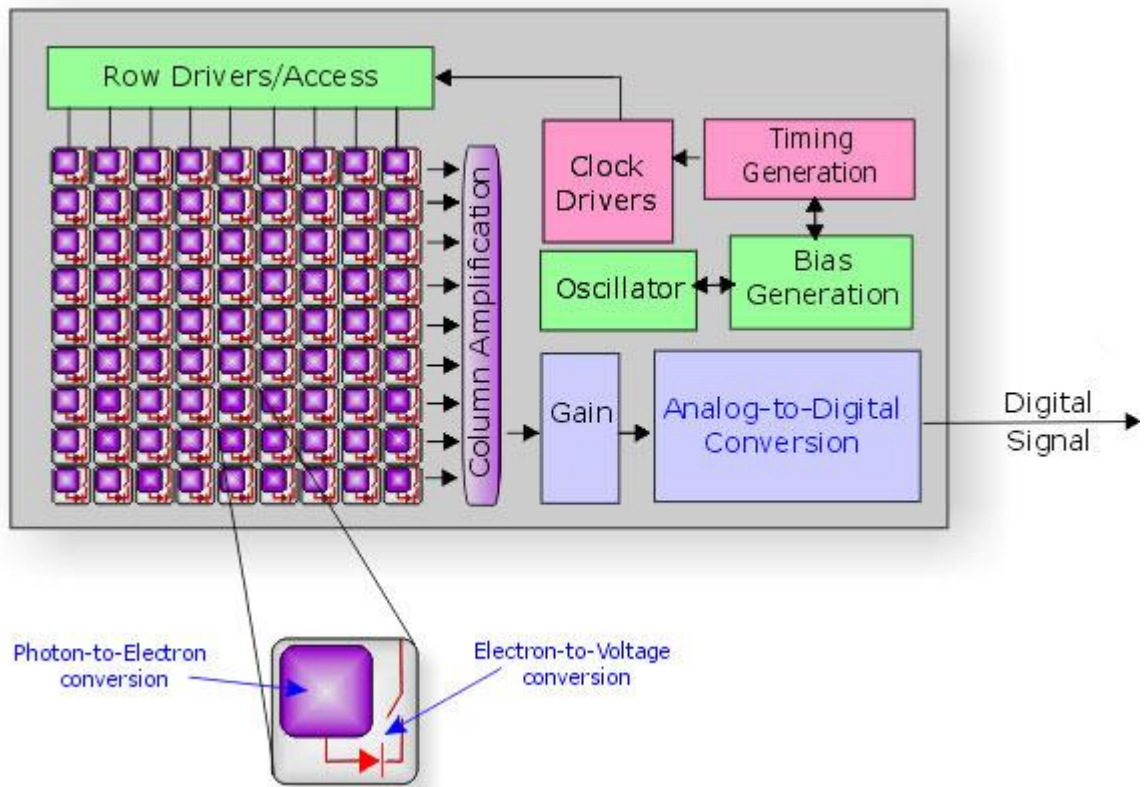 Row Drivers/Access
Clock
Drivers
Timing
Generation
Oscillator
Bias
Generation
Column Amplification
Gain
Analog-to-Digital
Conversion
Digital
Signal
Photon-to-Electron
conversion
Electron-to-Voltage
conversion